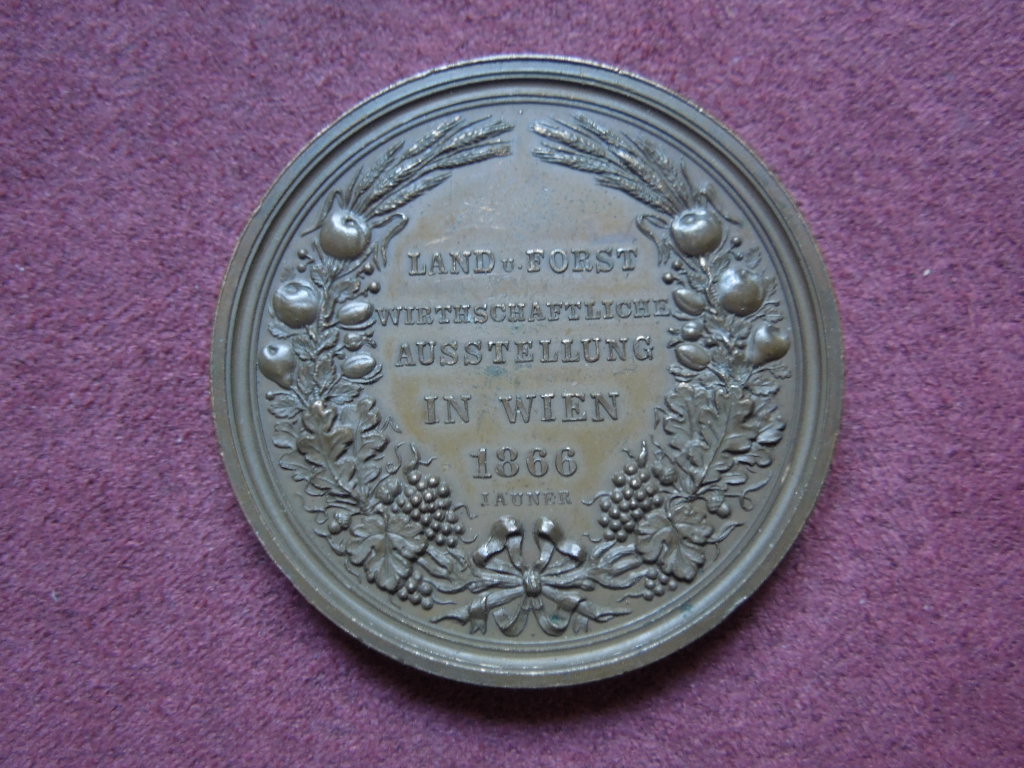 LAND U. FORST
WIRTHSCHAFTLICHE
AUSSTELLUNG
IN WIEN
1866
JAUNER